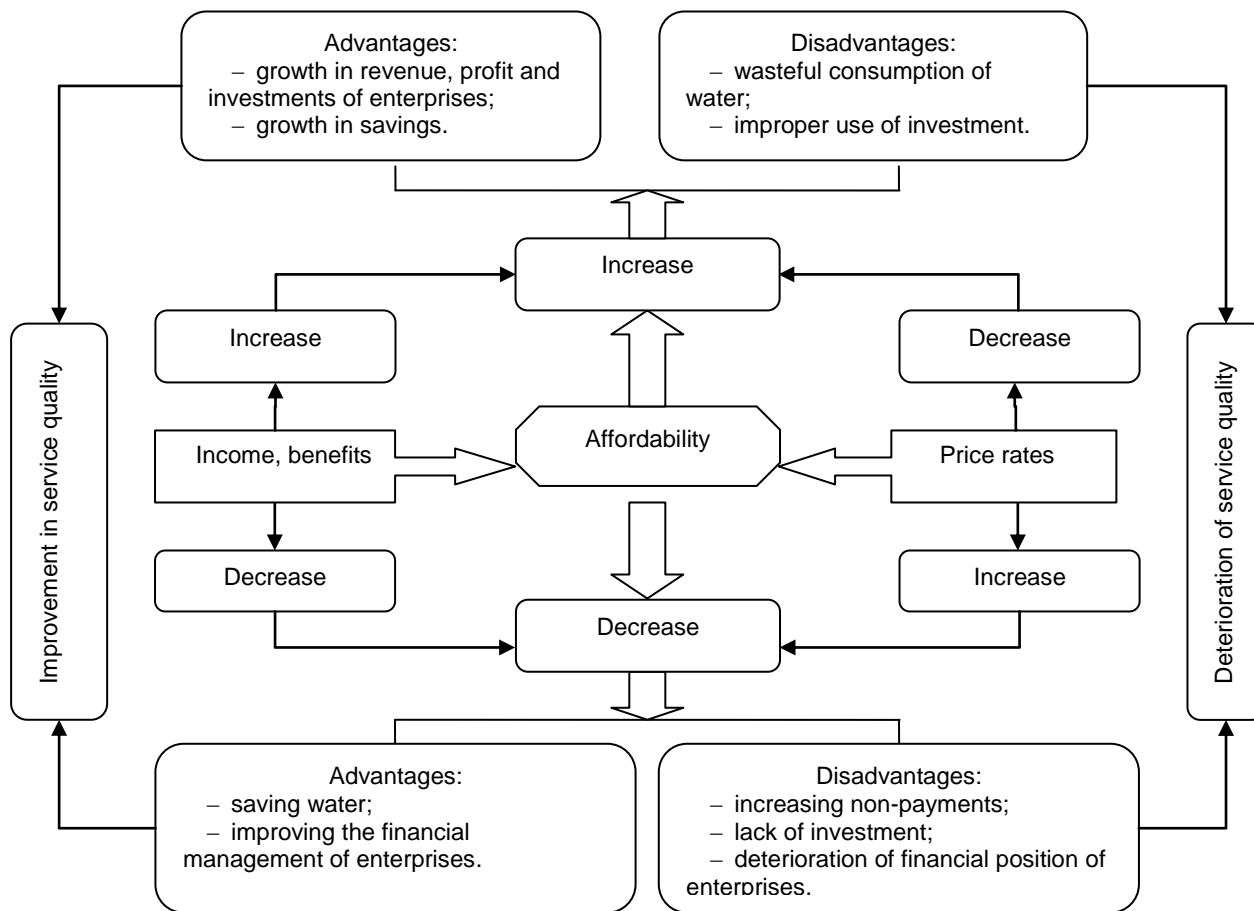 Advantages:
– growth in revenue, profit and
investments of enterprises;
– growth in savings.
Disadvantages:
– wasteful consumption of
water;
– improper use of investment.
Increase
Increase
Decrease
Improvement in service quality
Income, benefits
Affordability
Price rates
Deterioration of service quality
Decrease
Increase
Decrease
Advantages:
– saving water;
– improving the financial
management of enterprises.
Disadvantages:
– increasing non-payments;
– lack of investment;
– deterioration of financial position of
enterprises.